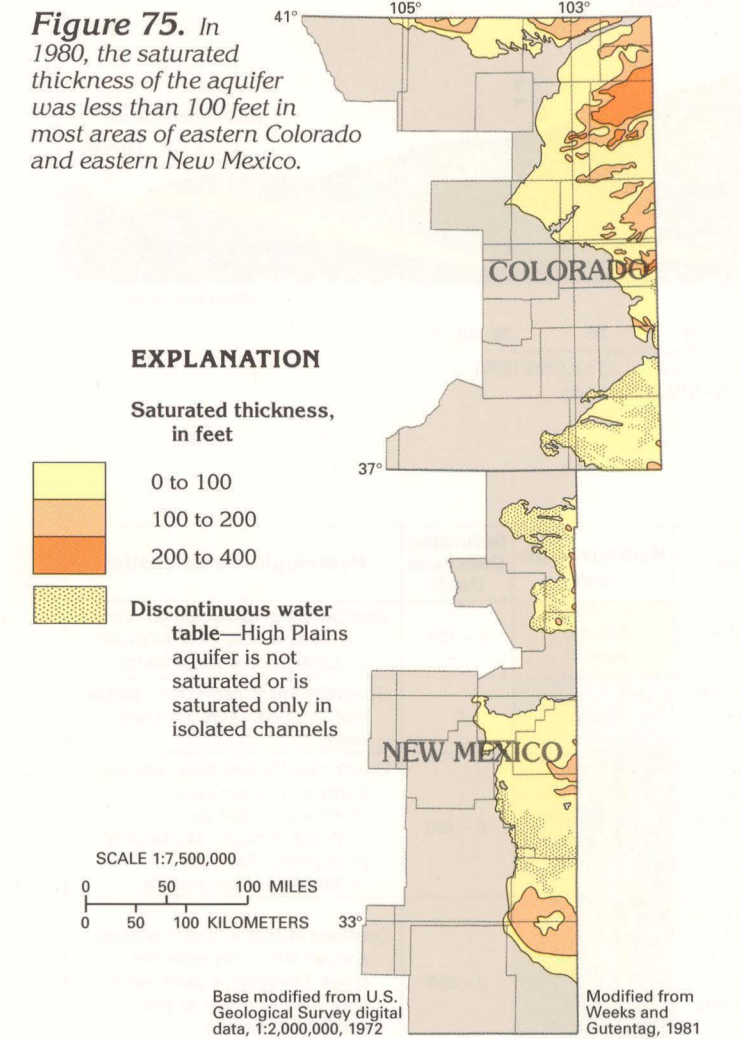 Figure 75. In
1980, the saturated
thickness of the aquifer
was less than 100 feet in
most areas of eastern Colorado
and eastern New Mexico.
41°
105°
103°
COLORADO
EXPLANATION
Saturated thickness,
in feet
0 to 100
100 to 200
200 to 400
Discontinuous water
table—High Plains
aquifer is not
saturated or is
saturated only in
isolated channels
37°
NEW MEXICO
SCALE 1:7,500,000
0 50 100 MILES
0 50 100 KILOMETERS
33°
Base modified from U.S.
Geological Survey digital
data, 1:2,000,000, 1972
Modified from
Weeks and
Gutentag, 1981